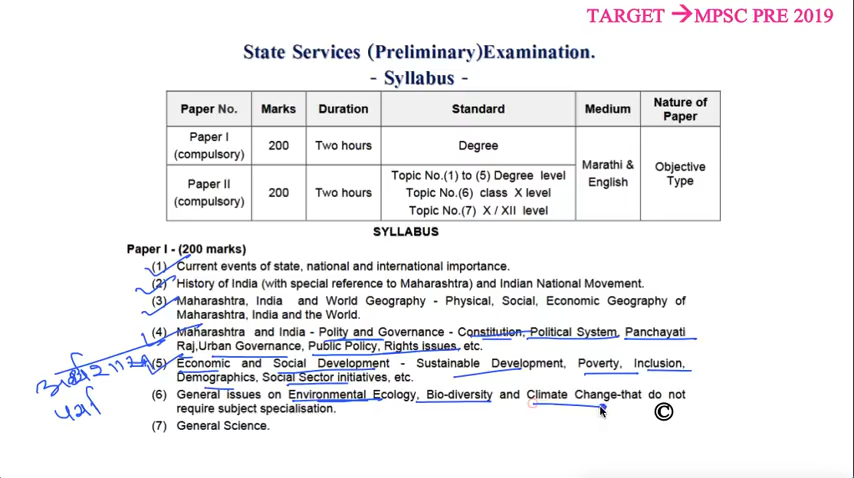 TARGET →MPSC PRE 2019
State Services (Preliminary)Examination.
- Syllabus -
Paper No. Marks Duration Standard Medium Nature of Paper
Paper I (compulsory) 200 Two hours Degree Marathi & English Objective Type
Paper II (compulsory) 200 Two hours Topic No.(1) to (5) Degree level
Topic No.(6) class X level
Topic No.(7) X / XII level
SYLLABUS
Paper I - (200 marks)
(1) Current events of state, national and international importance.
(2) History of India (with special reference to Maharashtra) and Indian National Movement.
(3) Maharashtra, India and World Geography - Physical, Social, Economic Geography of
Maharashtra, India and the World.
(4) Maharashtra and India - Polity and Governance - Constitution, Political System, Panchayati
Raj,Urban Governance, Public Policy, Rights issues, etc.
(5) Economic and Social Development - Sustainable Development, Poverty, Inclusion,
Demographics, Social Sector initiatives, etc.
(6) General issues on Environmental Ecology, Bio-diversity and Climate Change-that do not
require subject specialisation.
©
(7) General Science.